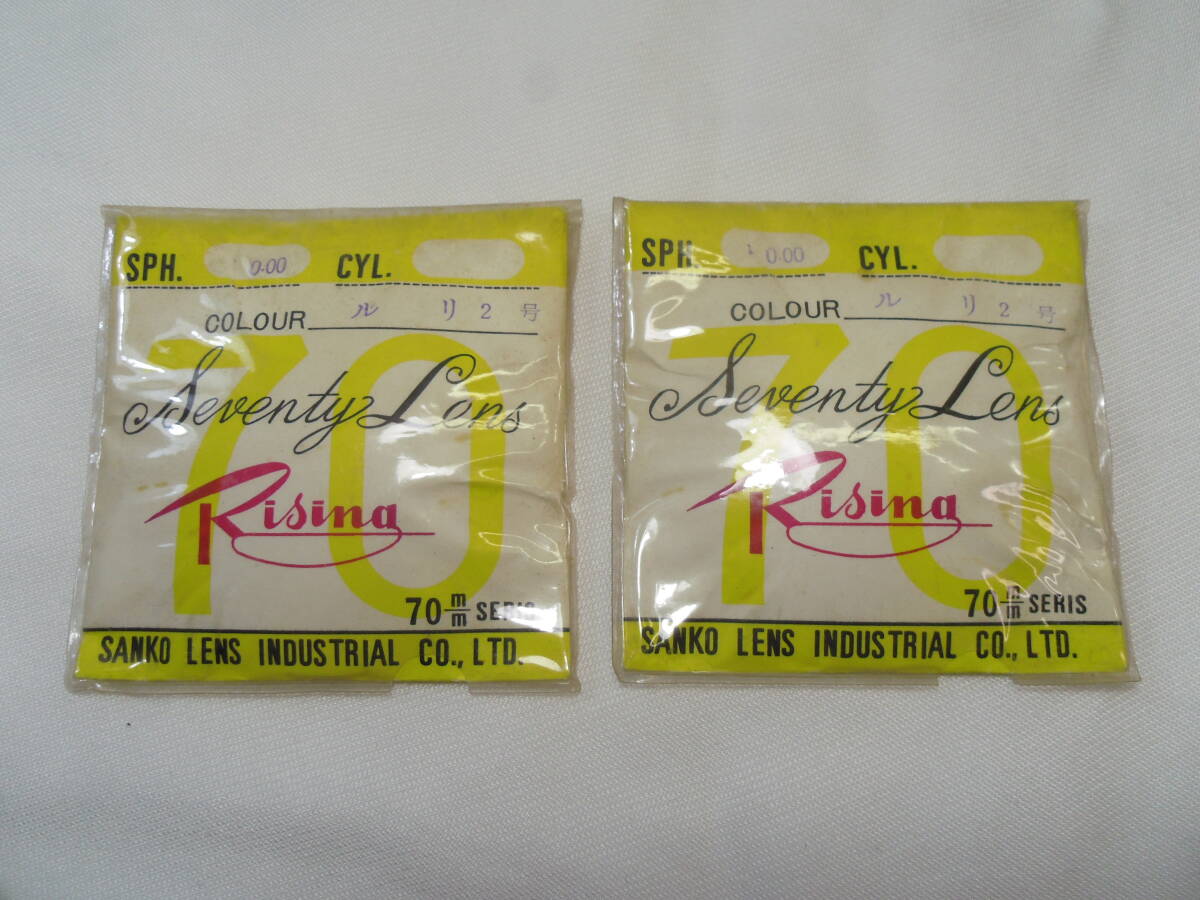 SPH. 0.00 CYL.
COLOUR ル リ 2 号
70
Seventy Lens
Rising
70 m/m SERIS
SANKO LENS INDUSTRIAL CO., LTD.
SPH. 0.00 CYL.
COLOUR ル リ 2 号
70
Seventy Lens
Rising
70 m/m SERIS
SANKO LENS INDUSTRIAL CO., LTD.